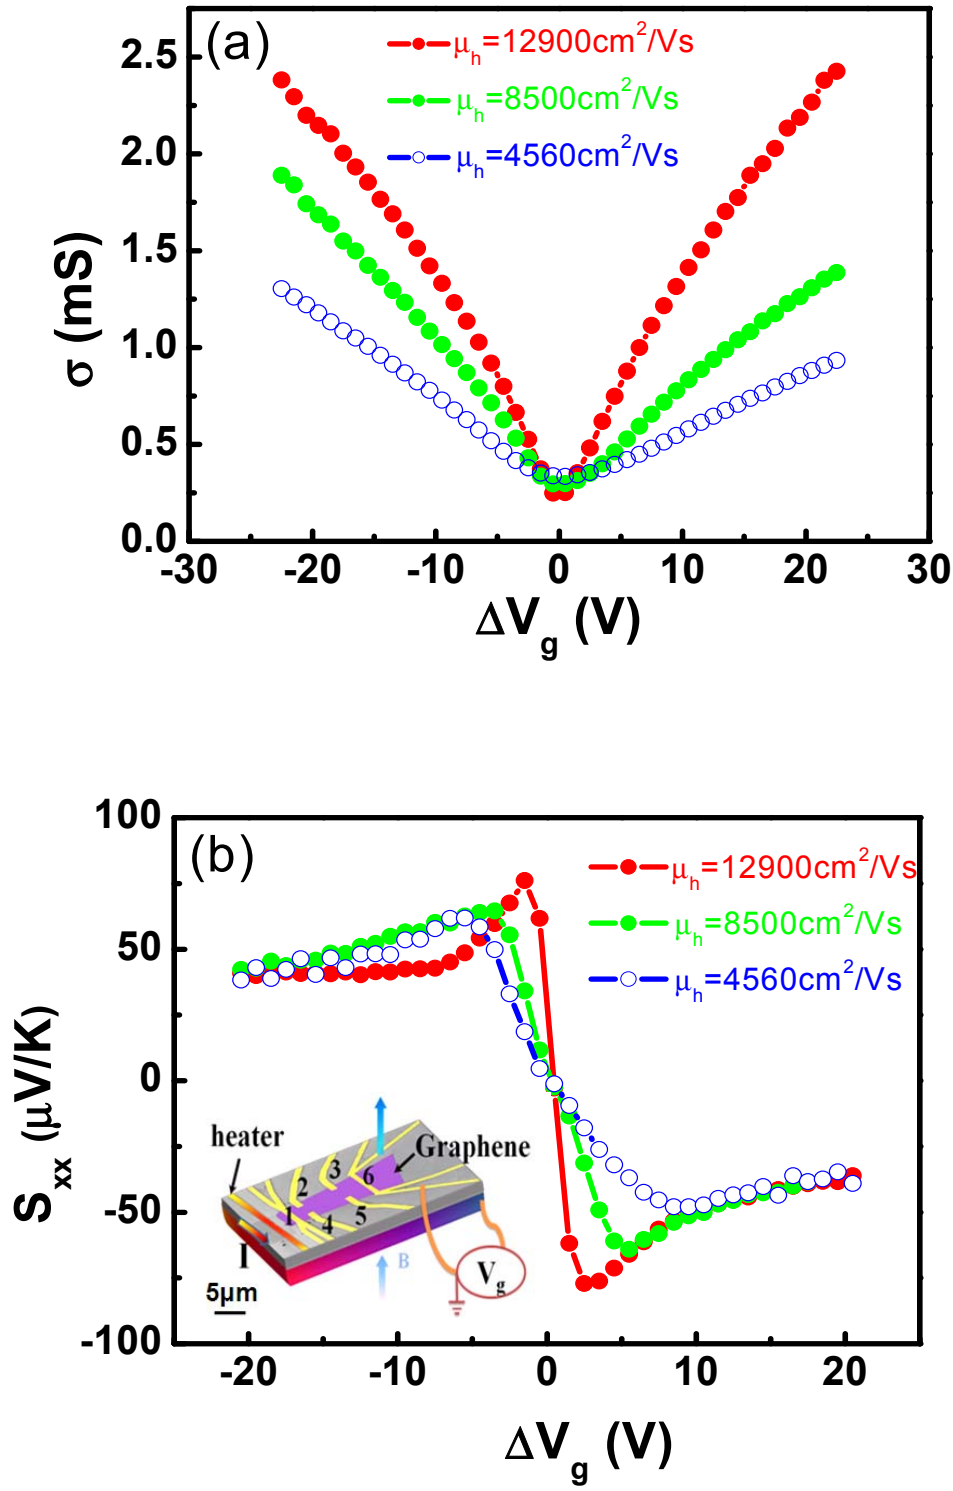 (a)
μh=12900cm²/Vs
μh=8500cm²/Vs
μh=4560cm²/Vs
2.5
2.0
1.5
1.0
0.5
0.0
σ (mS)
-30 -20 -10 0 10 20 30
ΔVg (V)
(b)
μh=12900cm²/Vs
μh=8500cm²/Vs
μh=4560cm²/Vs
100
50
0
-50
-100
Sxx (μV/K)
heater
Graphene
1
2
3
4
5
6
I
B
Vg
5μm
-20 -10 0 10 20
ΔVg (V)